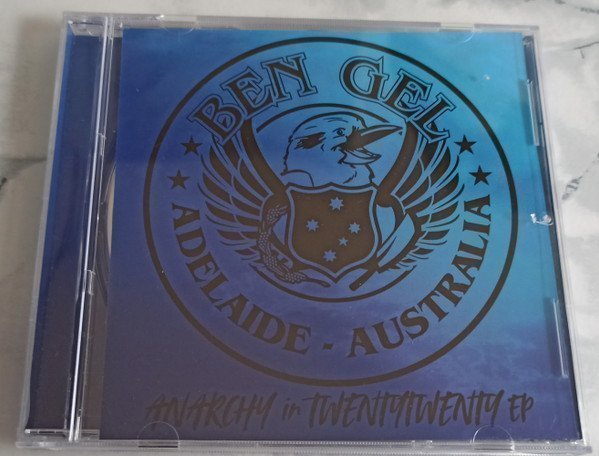 BEN GEL
ADELAIDE - AUSTRALIA
ANARCHY in TWENTYTWENTY EP